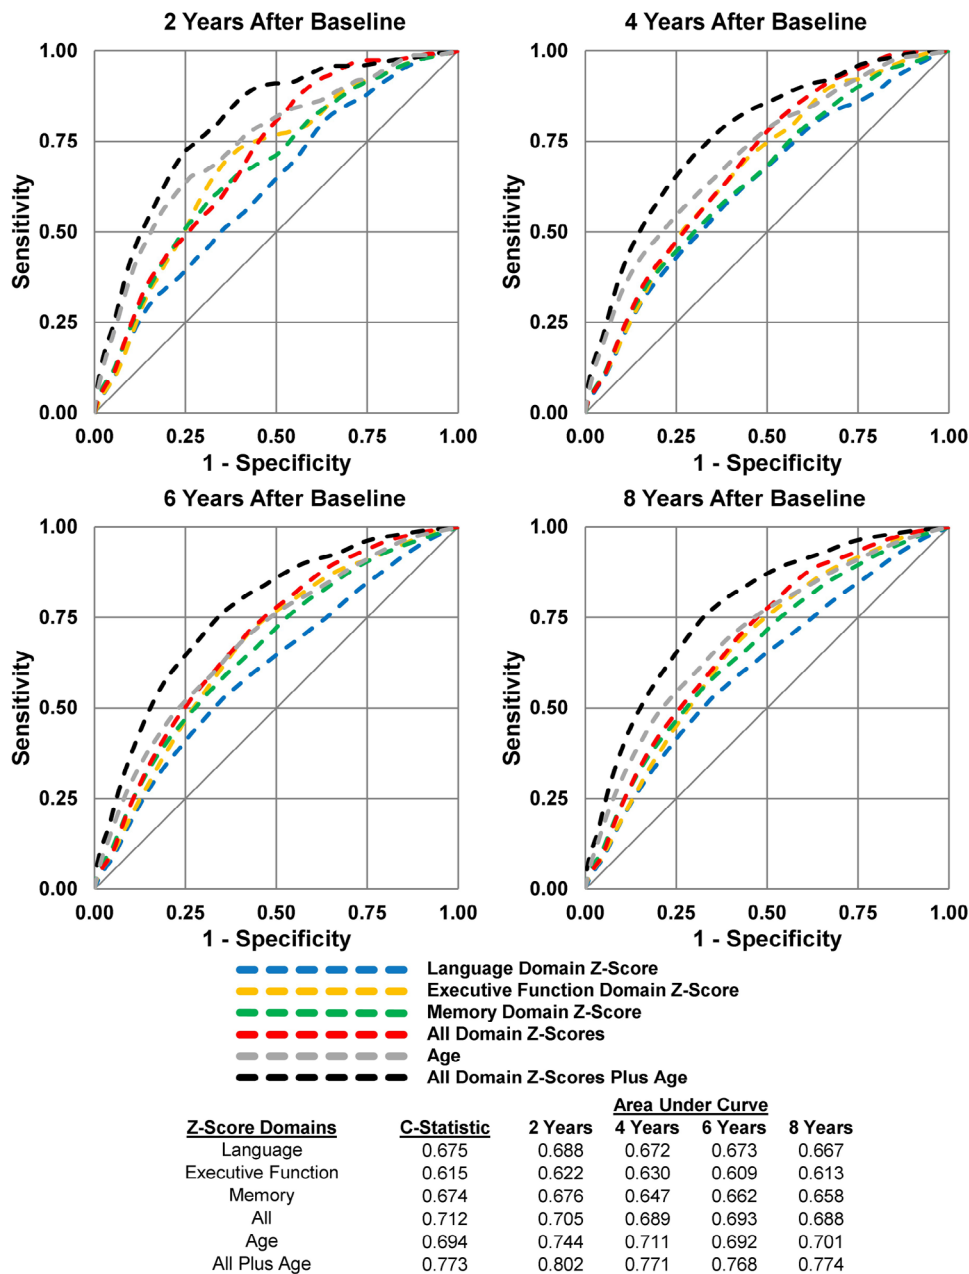 2 Years After Baseline
1.00
0.75
0.50
0.25
0.00
Sensitivity
0.00 0.25 0.50 0.75 1.00
1 - Specificity
4 Years After Baseline
1.00
0.75
0.50
0.25
0.00
Sensitivity
0.00 0.25 0.50 0.75 1.00
1 - Specificity
6 Years After Baseline
1.00
0.75
0.50
0.25
0.00
Sensitivity
0.00 0.25 0.50 0.75 1.00
1 - Specificity
8 Years After Baseline
1.00
0.75
0.50
0.25
0.00
Sensitivity
0.00 0.25 0.50 0.75 1.00
1 - Specificity
Language Domain Z-Score
Executive Function Domain Z-Score
Memory Domain Z-Score
All Domain Z-Scores
Age
All Domain Z-Scores Plus Age
Area Under Curve
Z-Score Domains C-Statistic 2 Years 4 Years 6 Years 8 Years
Language 0.675 0.688 0.672 0.673 0.667
Executive Function 0.615 0.622 0.630 0.609 0.613
Memory 0.674 0.676 0.647 0.662 0.658
All 0.712 0.705 0.689 0.693 0.688
Age 0.694 0.744 0.711 0.692 0.701
All Plus Age 0.773 0.802 0.771 0.768 0.774